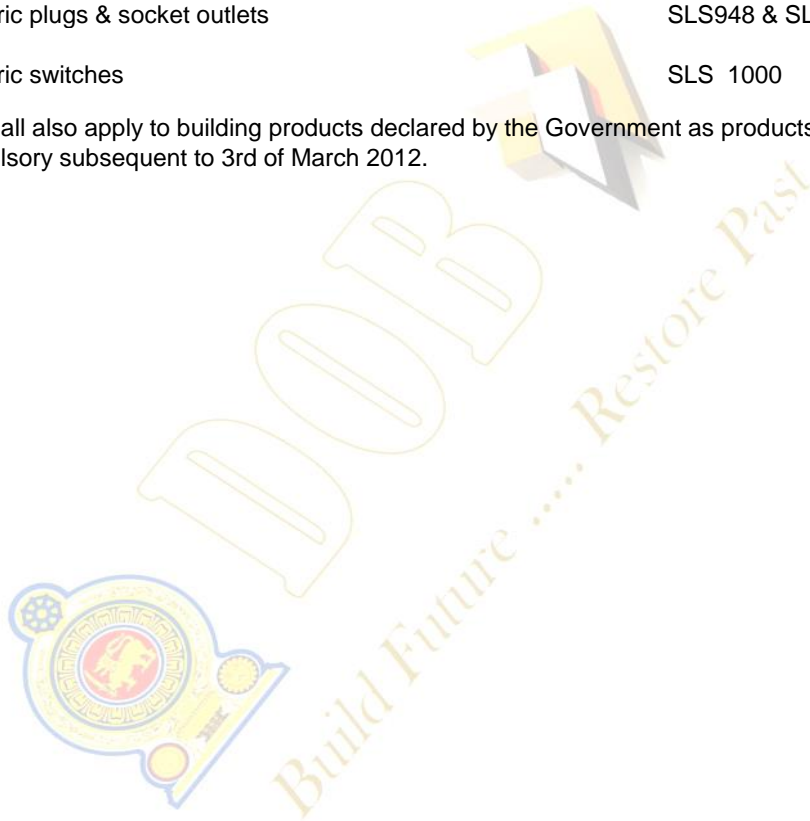 ric plugs & socket outlets SLS948 & SL
ric switches SLS 1000
all also apply to building products declared by the Government as products
lsory subsequent to 3rd of March 2012.
DOB
Build Future ..... Restore Past